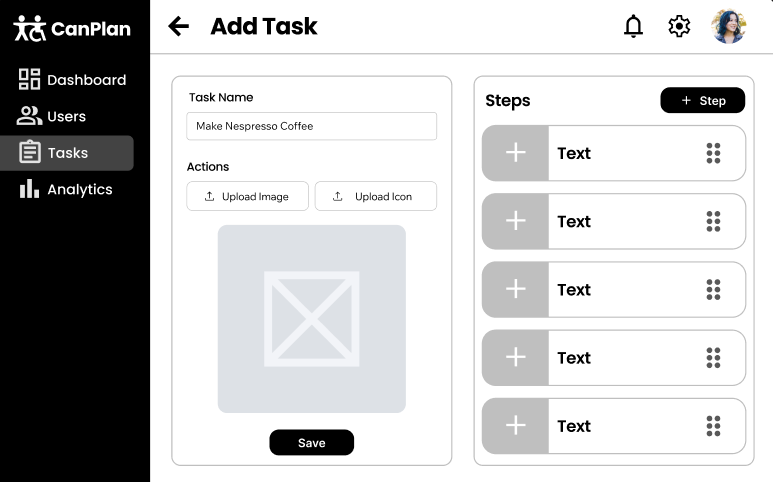 CanPlan
Add Task
Dashboard
Users
Tasks
Analytics
Task Name
Make Nespresso Coffee
Actions
Upload Image
Upload Icon
Save
Steps
+ Step
Text
Text
Text
Text
Text